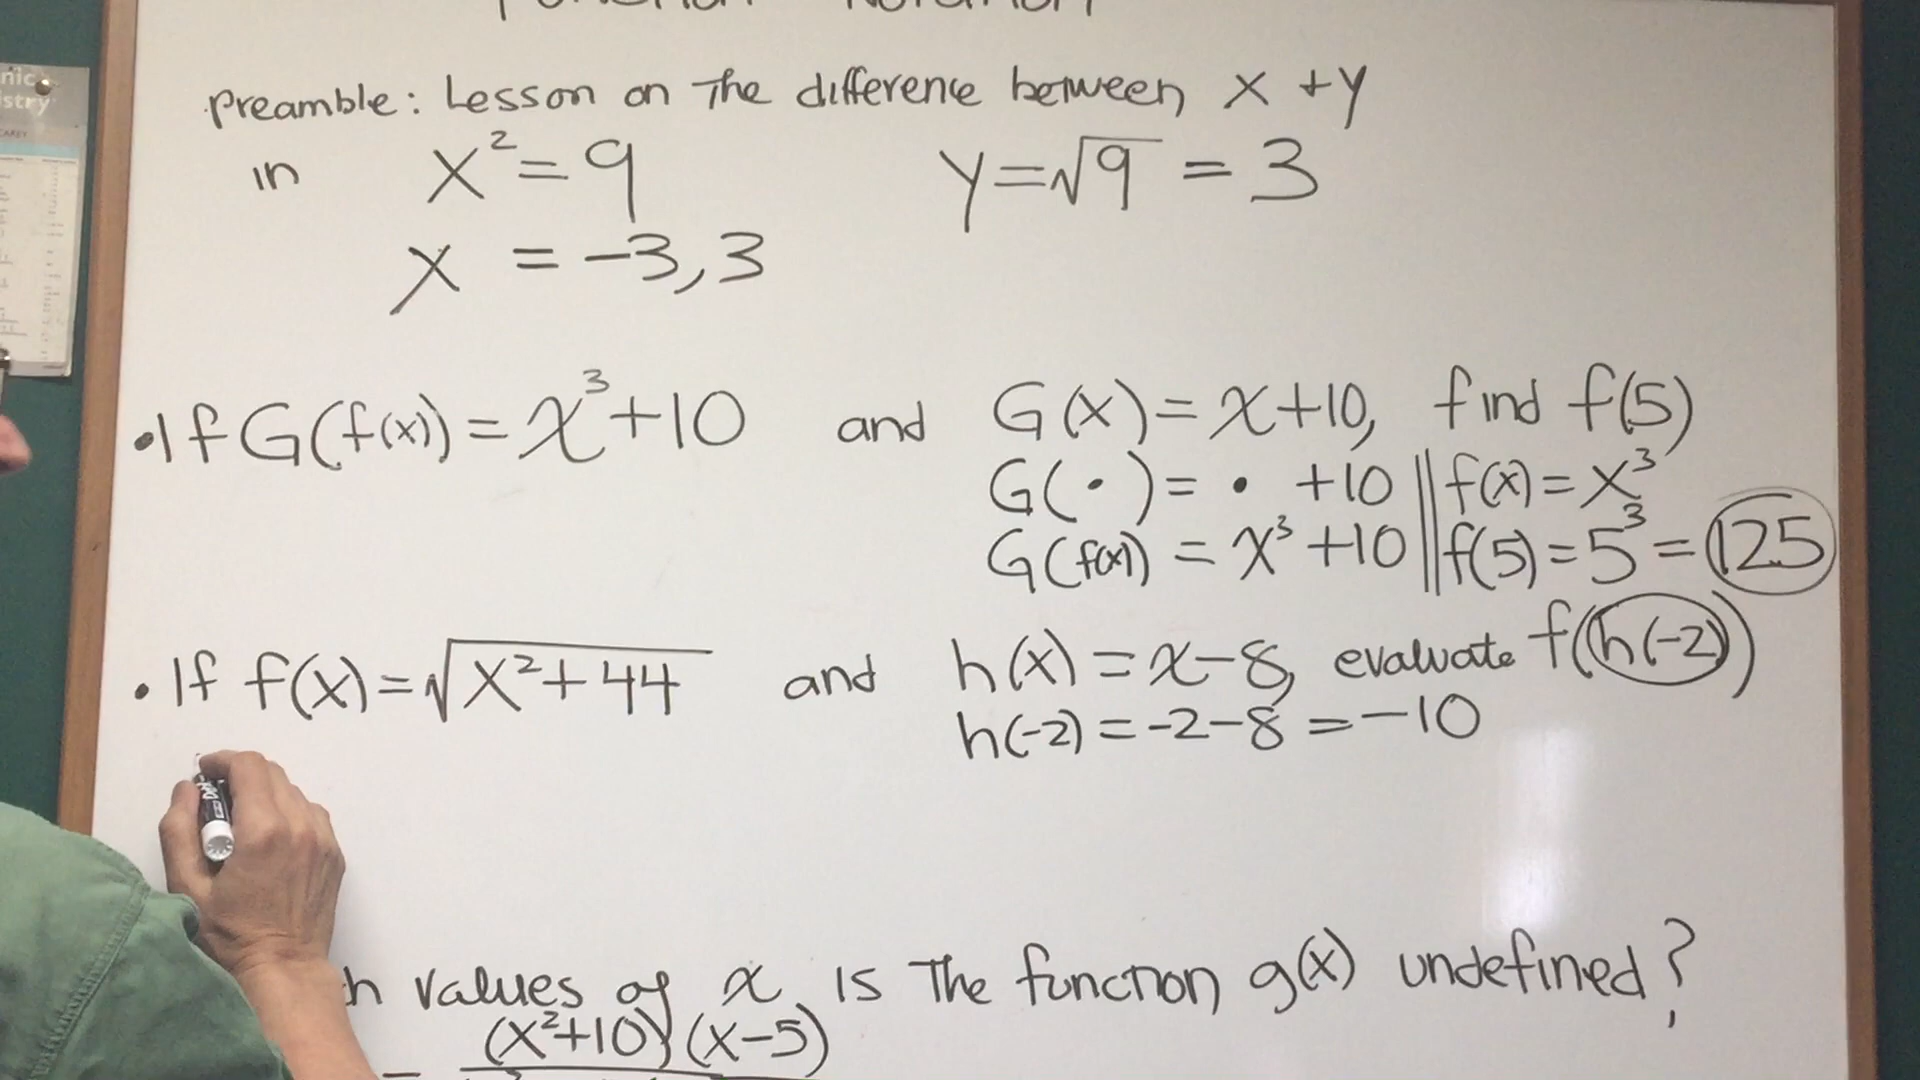 Function Notation
Preamble: Lesson on The difference between x + y
in x² = 9 y = √9 = 3
x = -3, 3
• If G(f(x)) = x³ + 10 and G(x) = x + 10, find f(5)
G(•) = • + 10 || f(x) = x³
G(f(x)) = x³ + 10 || f(5) = 5³ = 125
• If f(x) = √x² + 44 and h(x) = x - 8, evaluate f(h(-2))
h(-2) = -2 - 8 = -10
values of x, is The function g(x) undefined?
(x² + 10)(x - 5)